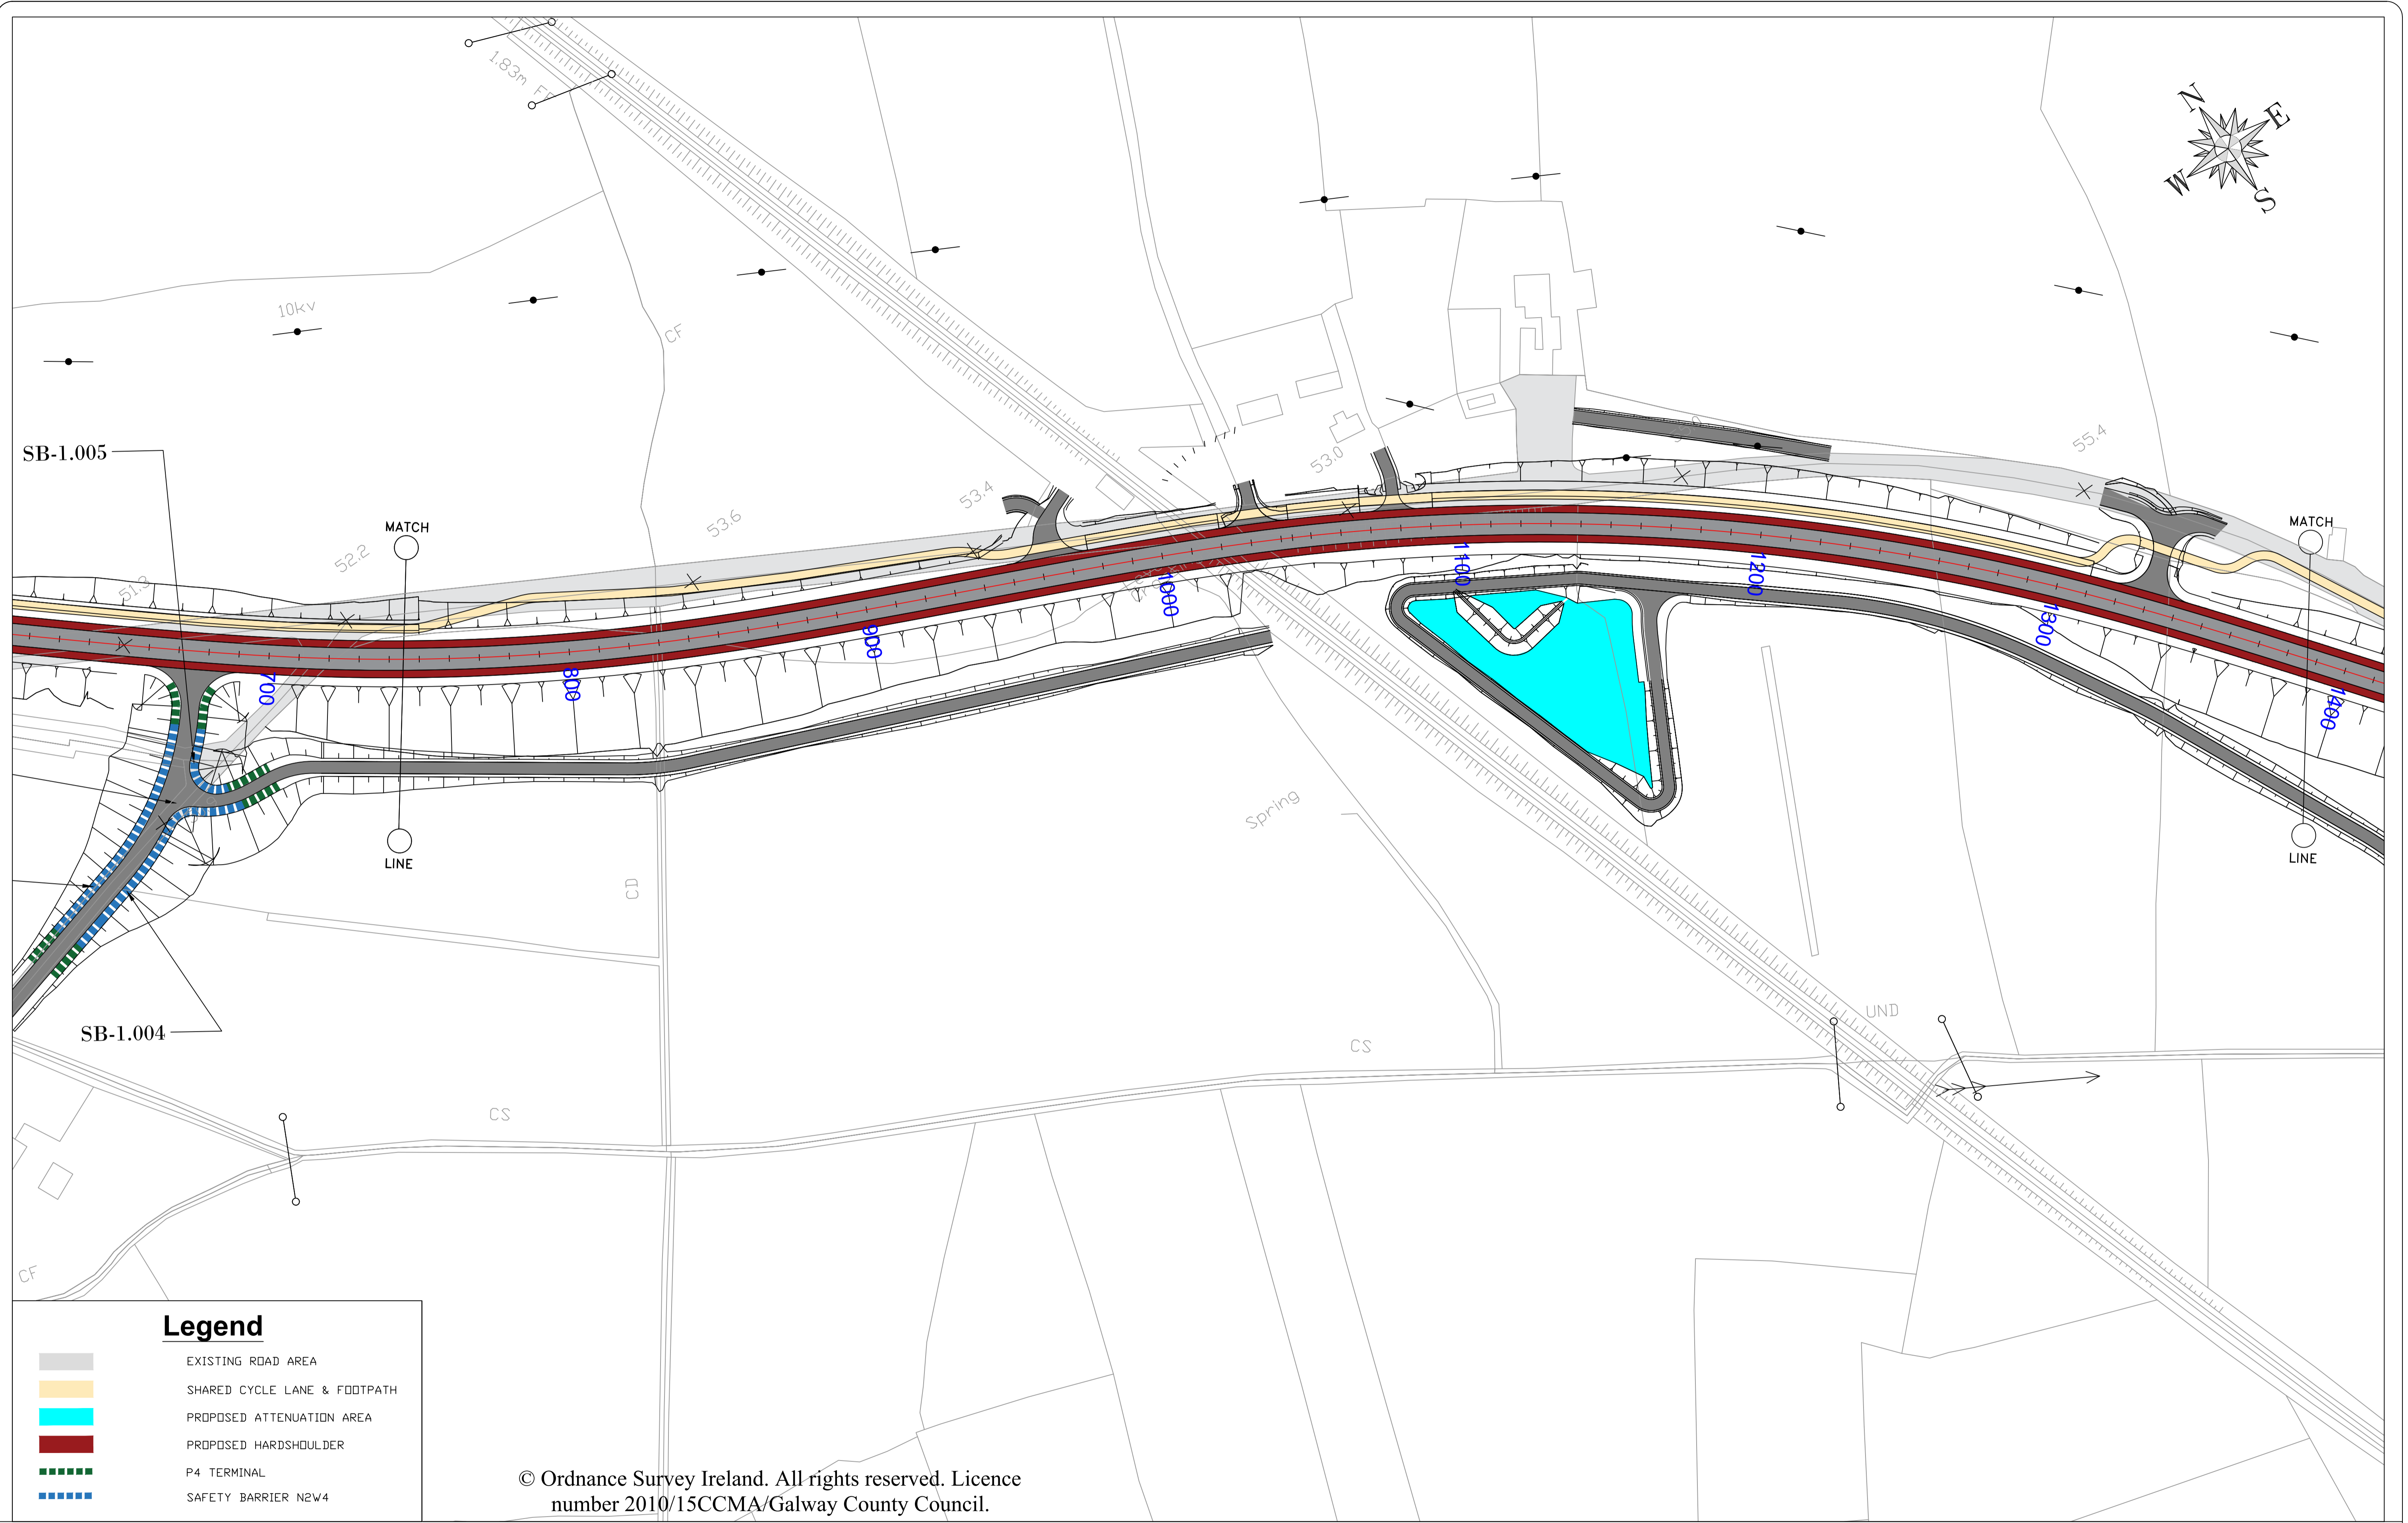 1.83m
N
E
W
S
10kv
CF
SB-1.005
53.0
55.4
53.4
53.6
MATCH
MATCH
52.2
51.3
1100
1200
1000
1300
900
800
700
1400
Spring
LINE
LINE
CD
UND
SB-1.004
CS
CS
CF
Legend
EXISTING ROAD AREA
SHARED CYCLE LANE & FOOTPATH
PROPOSED ATTENUATION AREA
PROPOSED HARDSHOULDER
P4 TERMINAL
SAFETY BARRIER N2W4
© Ordnance Survey Ireland. All rights reserved. Licence
number 2010/15CCMA/Galway County Council.